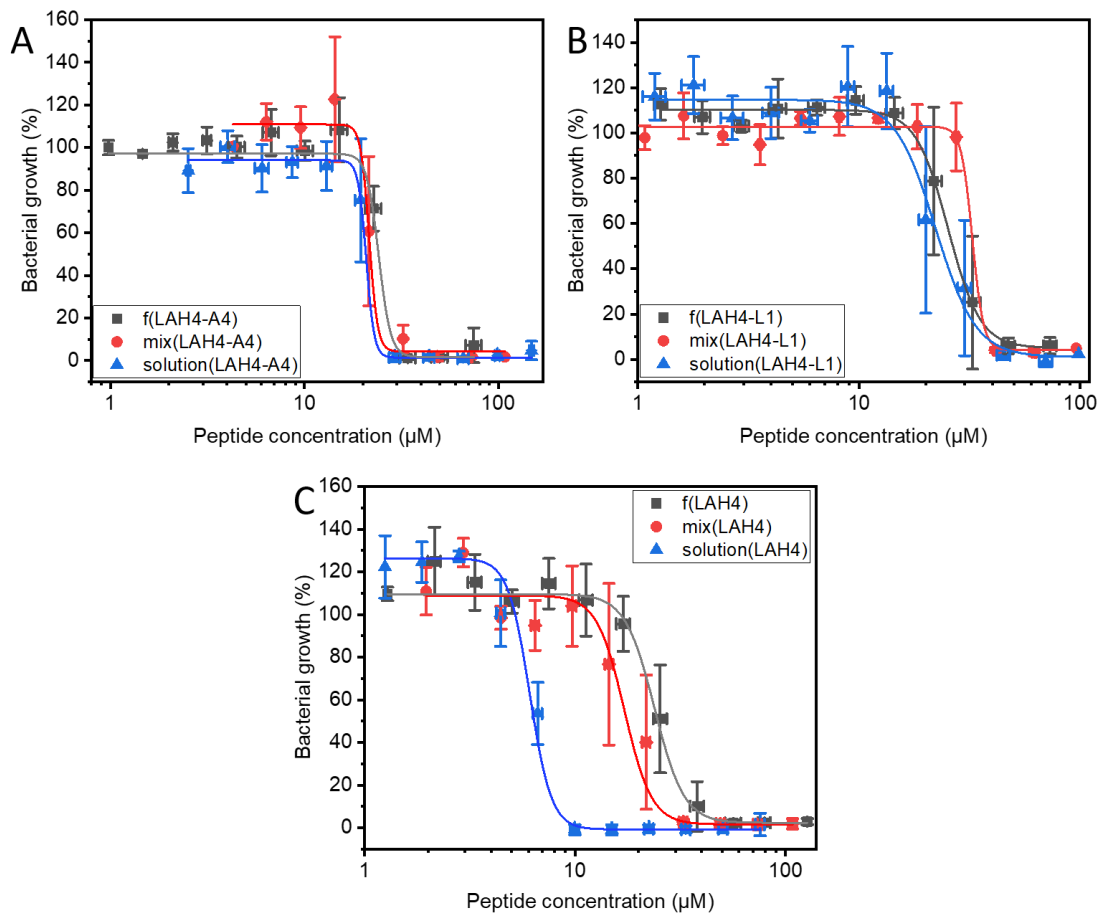 A
160
140
120
100
80
60
40
20
0
Bacterial growth (%)
f(LAH4-A4)
mix(LAH4-A4)
solution(LAH4-A4)
1
10
100
Peptide concentration (µM)
B
140
120
100
80
60
40
20
0
Bacterial growth (%)
f(LAH4-L1)
mix(LAH4-L1)
solution(LAH4-L1)
1
10
100
Peptide concentration (µM)
C
160
140
120
100
80
60
40
20
0
Bacterial growth (%)
f(LAH4)
mix(LAH4)
solution(LAH4)
1
10
100
Peptide concentration (µM)